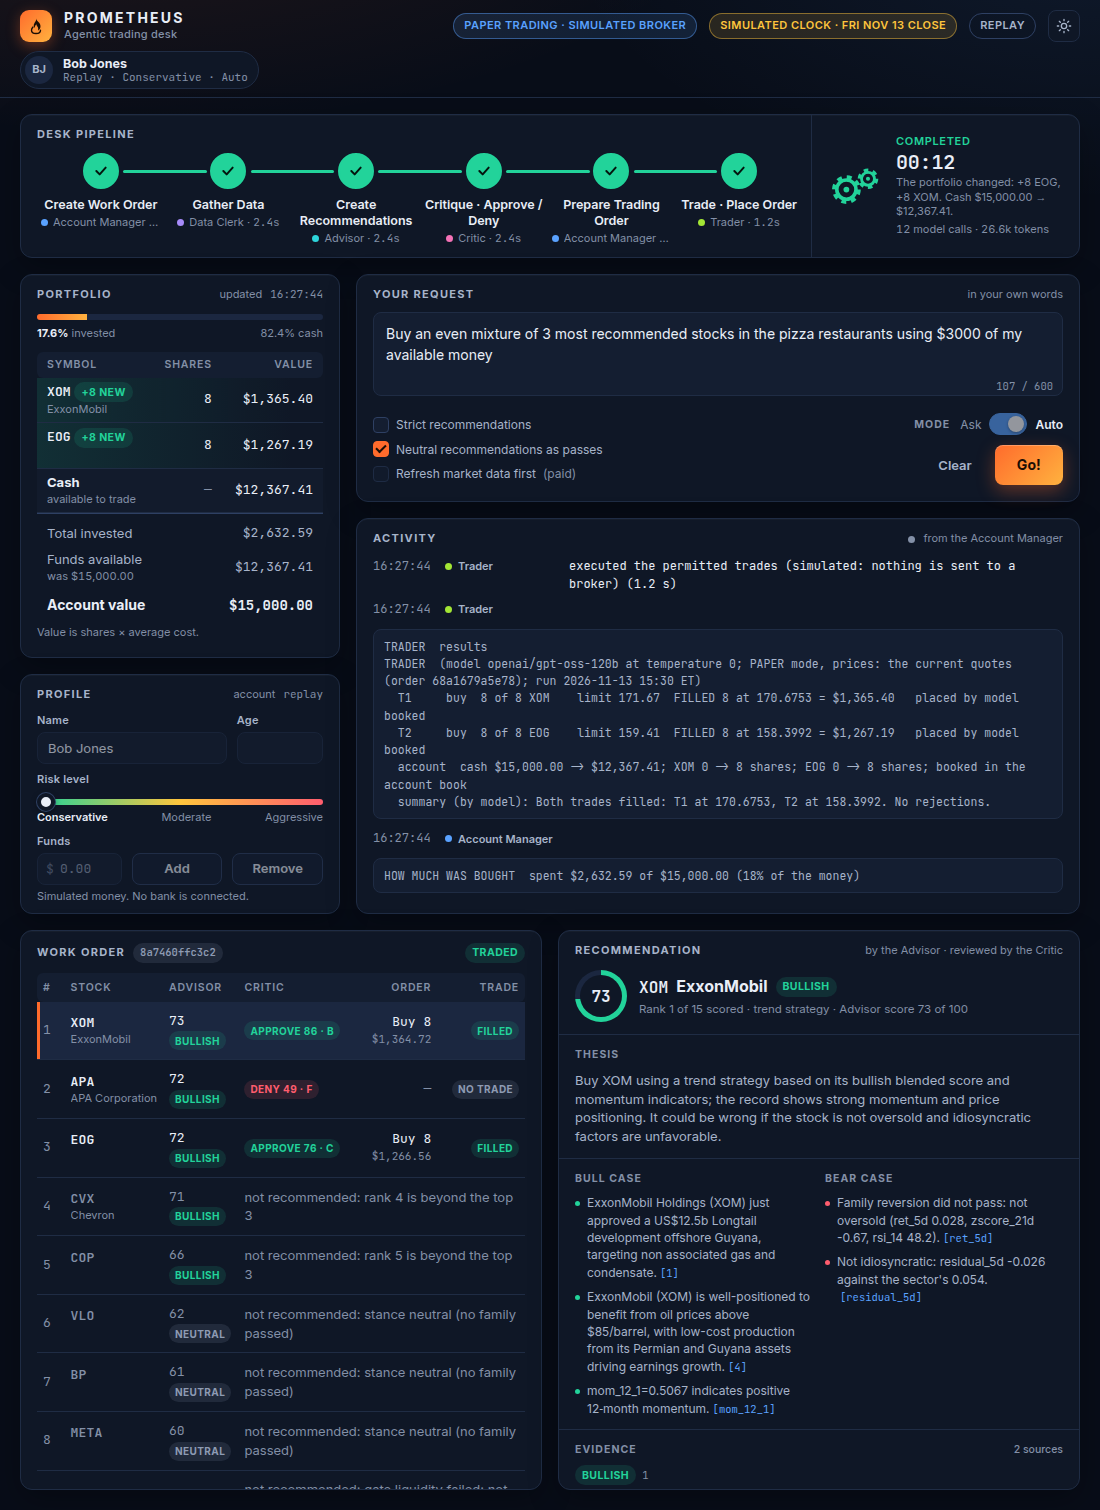 PROMETHEUS
Agentic trading desk
PAPER TRADING · SIMULATED BROKER
SIMULATED CLOCK · FRI NOV 13 CLOSE
REPLAY
BJ
Bob Jones
Replay · Conservative · Auto
DESK PIPELINE
Create Work Order
Account Manager ...
Gather Data
Data Clerk · 2.4s
Create
Recommendations
Advisor · 2.4s
Critique · Approve /
Deny
Critic · 2.4s
Prepare Trading
Order
Account Manager ...
Trade · Place Order
Trader · 1.2s
COMPLETED
00:12
The portfolio changed: +8 EOG,
+8 XOM. Cash $15,000.00 →
$12,367.41.
12 model calls · 26.6k tokens
PORTFOLIO
updated 16:27:44
17.6% invested
82.4% cash
SYMBOL SHARES VALUE
XOM +8 NEW
ExxonMobil
8 $1,365.40
EOG +8 NEW
8 $1,267.19
Cash
available to trade
— $12,367.41
Total invested $2,632.59
Funds available
was $15,000.00
$12,367.41
Account value $15,000.00
Value is shares × average cost.
PROFILE
account replay
Name Age
Bob Jones
Risk level
Conservative Moderate Aggressive
Funds
$ 0.00 Add Remove
Simulated money. No bank is connected.
YOUR REQUEST
in your own words
Buy an even mixture of 3 most recommended stocks in the pizza restaurants using $3000 of my
available money
107 / 600
Strict recommendations
Neutral recommendations as passes
Refresh market data first (paid)
MODE Ask Auto
Clear Go!
ACTIVITY
from the Account Manager
16:27:44 Trader executed the permitted trades (simulated: nothing is sent to a
broker) (1.2 s)
16:27:44 Trader
TRADER results
TRADER (model openai/gpt-oss-120b at temperature 0; PAPER mode, prices: the current quotes
(order 68a1679a5e78); run 2026-11-13 15:30 ET)
T1 buy 8 of 8 XOM limit 171.67 FILLED 8 at 170.6753 = $1,365.40 placed by model
booked
T2 buy 8 of 8 EOG limit 159.41 FILLED 8 at 158.3992 = $1,267.19 placed by model
booked
account cash $15,000.00 → $12,367.41; XOM 0 → 8 shares; EOG 0 → 8 shares; booked in the
account book
summary (by model): Both trades filled: T1 at 170.6753, T2 at 158.3992. No rejections.
16:27:44 Account Manager
HOW MUCH WAS BOUGHT spent $2,632.59 of $15,000.00 (18% of the money)
WORK ORDER 8a7460ffc3c2
TRADED
# STOCK ADVISOR CRITIC ORDER TRADE
1 XOM
ExxonMobil
73
BULLISH
APPROVE 86 · B
Buy 8
$1,364.72
FILLED
2 APA
APA Corporation
72
BULLISH
DENY 49 · F
—
NO TRADE
3 EOG
72
BULLISH
APPROVE 76 · C
Buy 8
$1,266.56
FILLED
4 CVX
Chevron
71
BULLISH
not recommended: rank 4 is beyond the top
3
5 COP
66
BULLISH
not recommended: rank 5 is beyond the top
3
6 VLO
62
NEUTRAL
not recommended: stance neutral (no family
passed)
7 BP
61
NEUTRAL
not recommended: stance neutral (no family
passed)
8 META
60
NEUTRAL
not recommended: stance neutral (no family
passed)
not recommended: gate liquidity failed; not
RECOMMENDATION
by the Advisor · reviewed by the Critic
73
XOM ExxonMobil BULLISH
Rank 1 of 15 scored · trend strategy · Advisor score 73 of 100
THESIS
Buy XOM using a trend strategy based on its bullish blended score and
momentum indicators; the record shows strong momentum and price
positioning. It could be wrong if the stock is not oversold and idiosyncratic
factors are unfavorable.
BULL CASE
ExxonMobil Holdings (XOM) just
approved a US$12.5b Longtail
development offshore Guyana,
targeting non associated gas and
condensate. [1]
ExxonMobil (XOM) is well-positioned to
benefit from oil prices above
$85/barrel, with low-cost production
from its Permian and Guyana assets
driving earnings growth. [4]
mom_12_1=0.5067 indicates positive
12-month momentum. [mom_12_1]
BEAR CASE
Family reversion did not pass: not
oversold (ret_5d 0.028, zscore_21d
-0.67, rsi_14 48.2). [ret_5d]
Not idiosyncratic: residual_5d -0.026
against the sector's 0.054.
[residual_5d]
EVIDENCE
2 sources
BULLISH 1